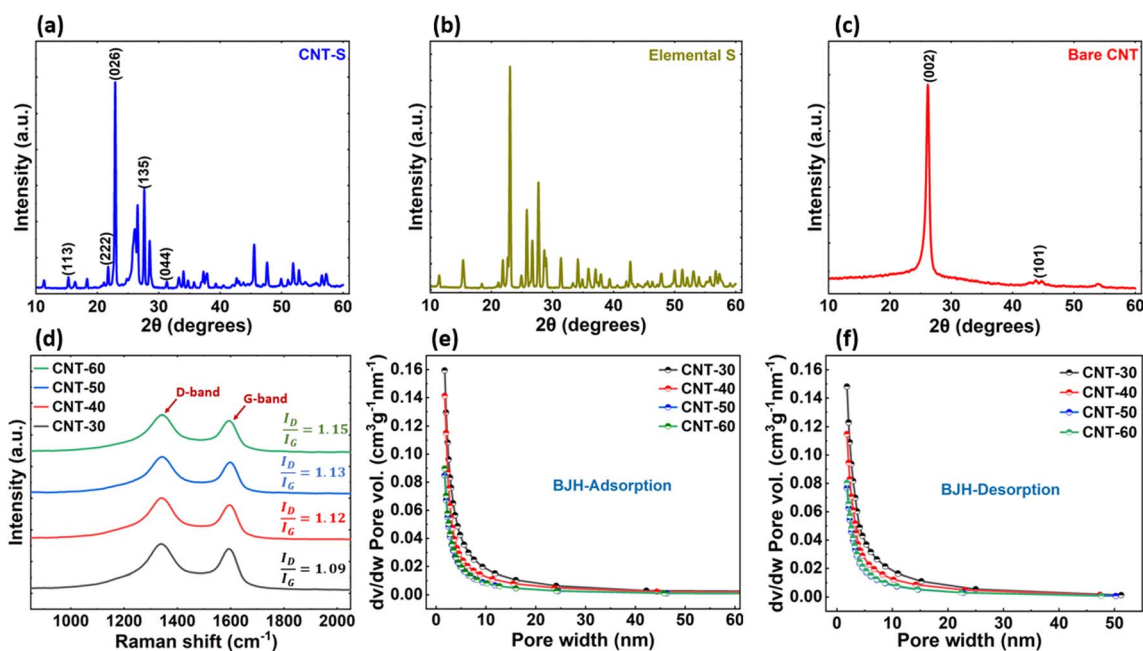 (a)
CNT-S
(026)
(135)
(113)
(222)
(044)
Intensity (a.u.)
10 20 30 40 50 60
2θ (degrees)
(b)
Elemental S
Intensity (a.u.)
10 20 30 40 50 60
2θ (degrees)
(c)
Bare CNT
(002)
(101)
Intensity (a.u.)
10 20 30 40 50 60
2θ (degrees)
(d)
CNT-60
CNT-50
CNT-40
CNT-30
D-band
G-band
I_D/I_G = 1.15
I_D/I_G = 1.13
I_D/I_G = 1.12
I_D/I_G = 1.09
Intensity (a.u.)
1000 1200 1400 1600 1800 2000
Raman shift (cm⁻¹)
(e)
CNT-30
CNT-40
CNT-50
CNT-60
BJH-Adsorption
dv/dw Pore vol. (cm³g⁻¹nm⁻¹)
0.16
0.14
0.12
0.10
0.08
0.06
0.04
0.02
0.00
0 10 20 30 40 50 60
Pore width (nm)
(f)
CNT-30
CNT-40
CNT-50
CNT-60
BJH-Desorption
dv/dw Pore vol. (cm³g⁻¹nm⁻¹)
0.16
0.14
0.12
0.10
0.08
0.06
0.04
0.02
0.00
0 10 20 30 40 50
Pore width (nm)